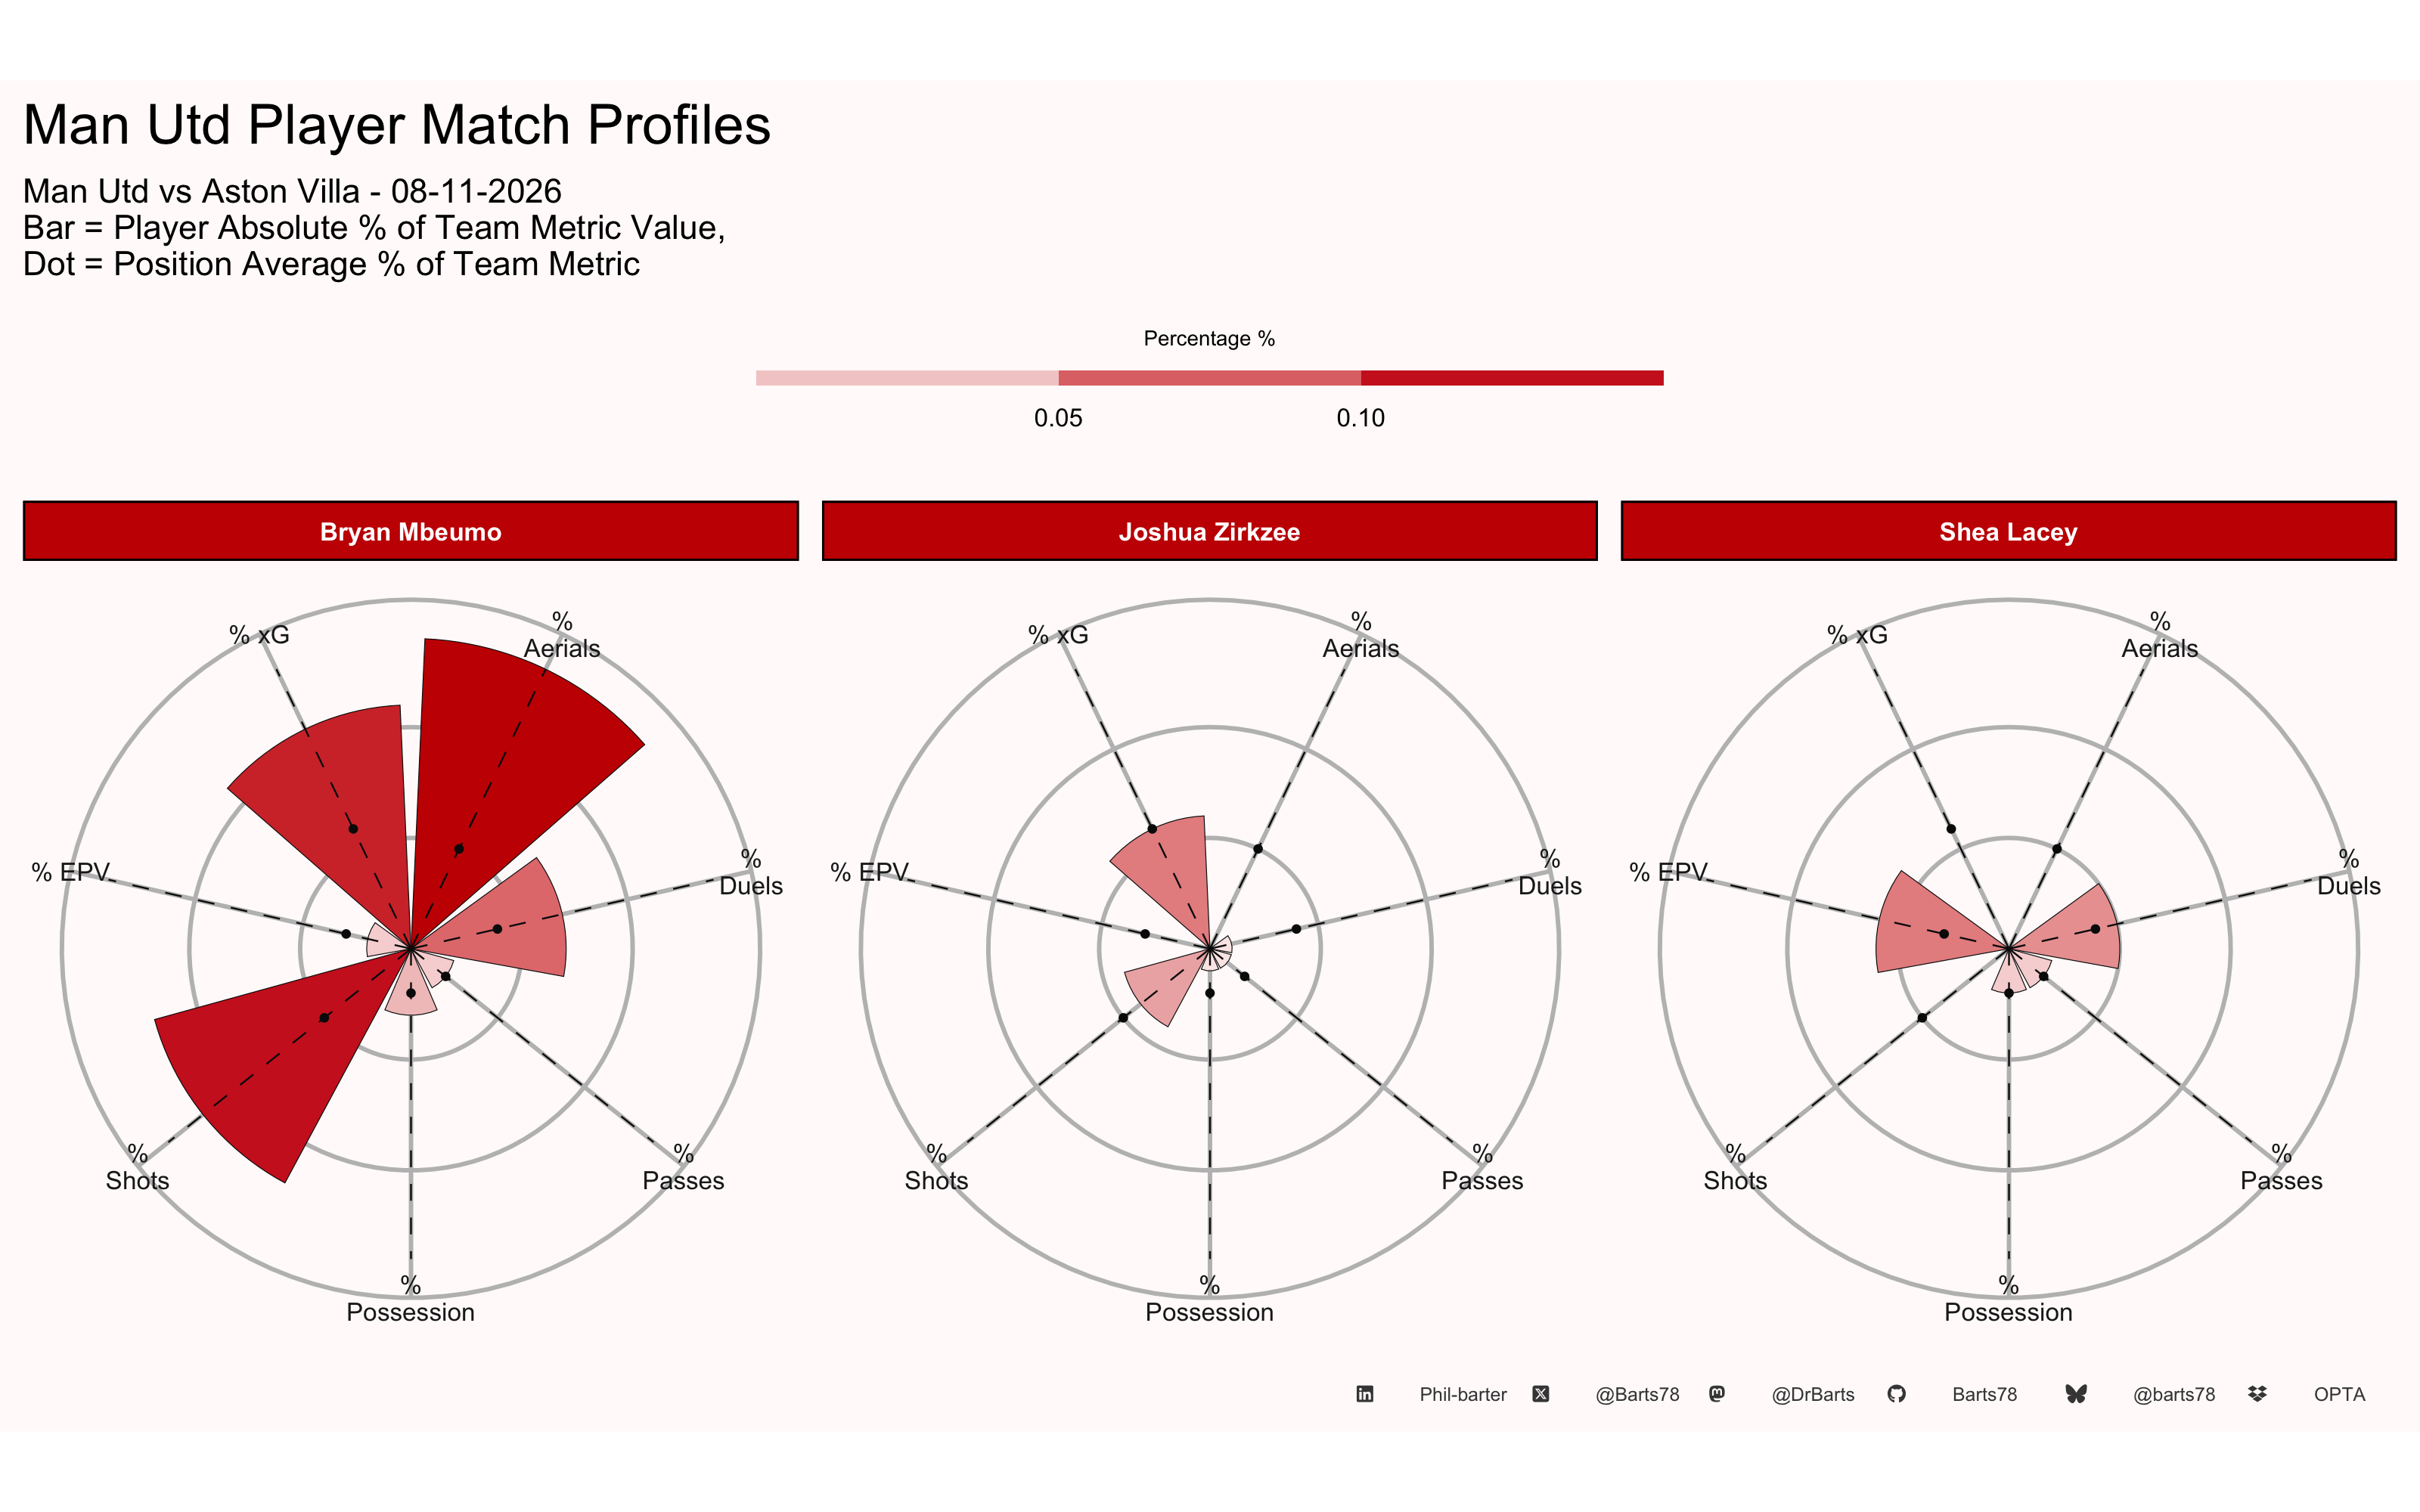 Man Utd Player Match Profiles
Man Utd vs Aston Villa - 08-11-2026
Bar = Player Absolute % of Team Metric Value,
Dot = Position Average % of Team Metric
Percentage %
0.05
0.10
Bryan Mbeumo
Joshua Zirkzee
Shea Lacey
% xG
%
Aerials
% EPV
%
Duels
%
Shots
%
Passes
%
Possession
% xG
%
Aerials
% EPV
%
Duels
%
Shots
%
Passes
%
Possession
% xG
%
Aerials
% EPV
%
Duels
%
Shots
%
Passes
%
Possession
Phil-barter @Barts78 @DrBarts Barts78 @barts78 OPTA